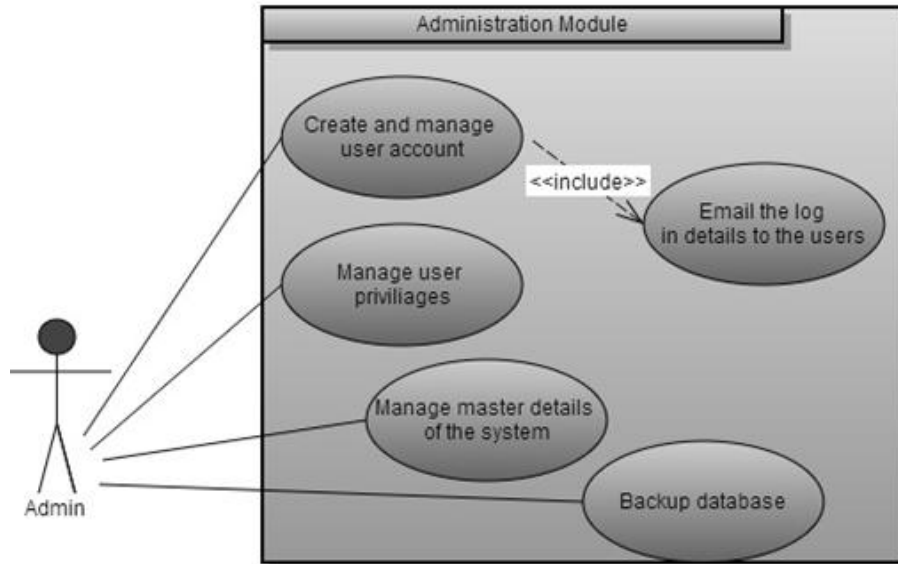 Administration Module
Create and manage
user account
<<include>>
Email the log
in details to the users
Manage user
priviliages
Manage master details
of the system
Backup database
Admin